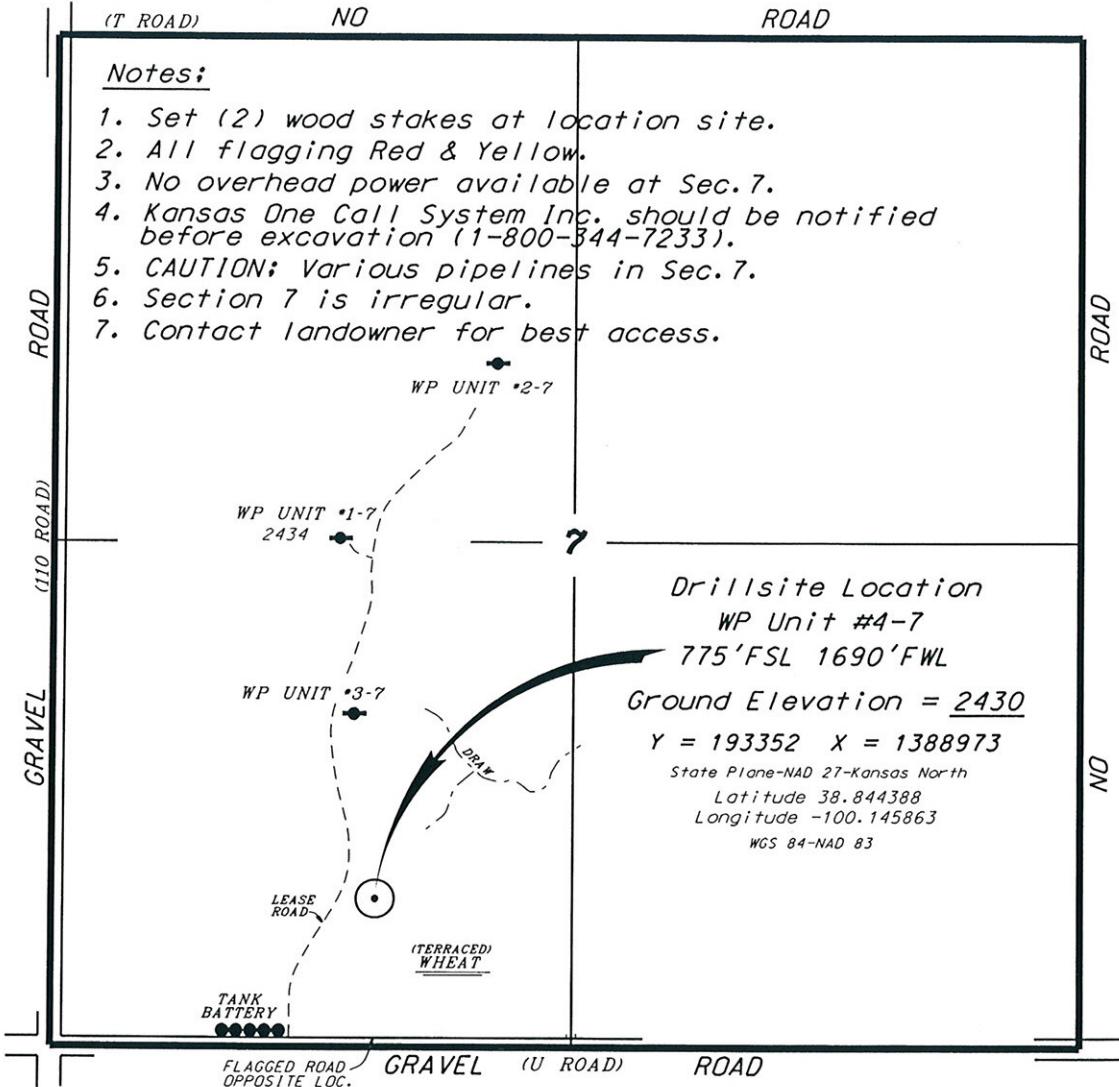 (T ROAD) NO ROAD
Notes:
1. Set (2) wood stakes at location site.
2. All flagging Red & Yellow.
3. No overhead power available at Sec. 7.
4. Kansas One Call System Inc. should be notified
before excavation (1-800-344-7233).
5. CAUTION: Various pipelines in Sec. 7.
6. Section 7 is irregular.
7. Contact landowner for best access.
ROAD
(110 ROAD)
GRAVEL
ROAD
NO
WP UNIT #2-7
WP UNIT #1-7
2434
7
WP UNIT #3-7
DRAW
Drillsite Location
WP Unit #4-7
775'FSL 1690'FWL
Ground Elevation = 2430
Y = 193352 X = 1388973
State Plane-NAD 27-Kansas North
Latitude 38.844388
Longitude -100.145863
WGS 84-NAD 83
LEASE
ROAD
(TERRACED)
WHEAT
TANK
BATTERY
FLAGGED ROAD
OPPOSITE LOC.
GRAVEL (U ROAD) ROAD